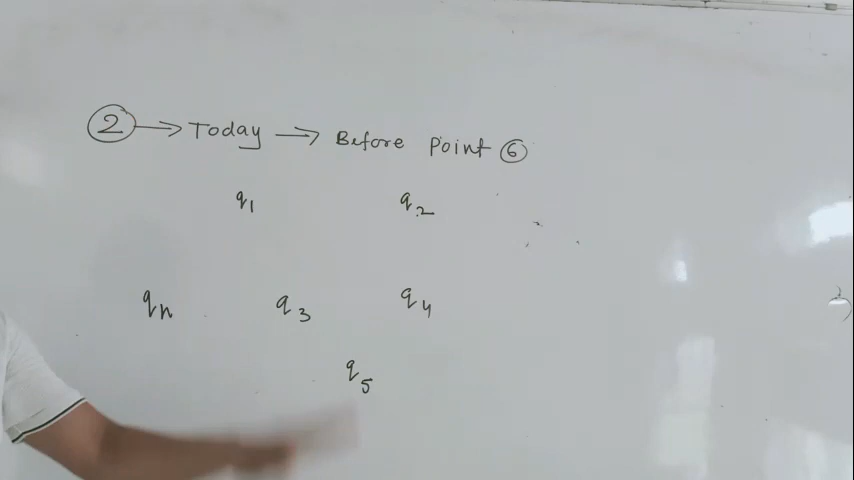 ② → Today → Before Point ⑥
q1 q2
qn q3 q4
q5